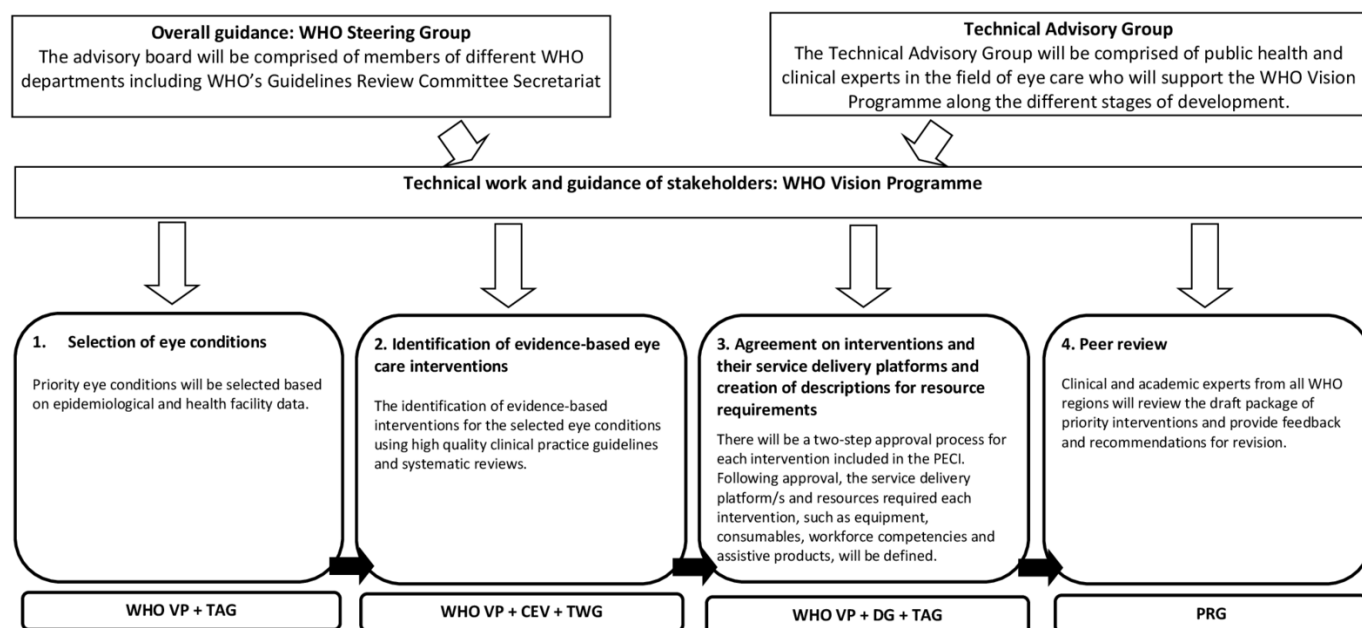 Overall guidance: WHO Steering Group
The advisory board will be comprised of members of different WHO
departments including WHO's Guidelines Review Committee Secretariat
Technical Advisory Group
The Technical Advisory Group will be comprised of public health and
clinical experts in the field of eye care who will support the WHO Vision
Programme along the different stages of development.
Technical work and guidance of stakeholders: WHO Vision Programme
1. Selection of eye conditions
Priority eye conditions will be selected based
on epidemiological and health facility data.
WHO VP + TAG
2. Identification of evidence-based eye
care interventions
The identification of evidence-based
interventions for the selected eye conditions
using high quality clinical practice guidelines
and systematic reviews.
WHO VP + CEV + TWG
3. Agreement on interventions and
their service delivery platforms and
creation of descriptions for resource
requirements
There will be a two-step approval process for
each intervention included in the PECI.
Following approval, the service delivery
platform/s and resources required each
intervention, such as equipment,
consumables, workforce competencies and
assistive products, will be defined.
WHO VP + DG + TAG
4. Peer review
Clinical and academic experts from all WHO
regions will review the draft package of
priority interventions and provide feedback
and recommendations for revision.
PRG